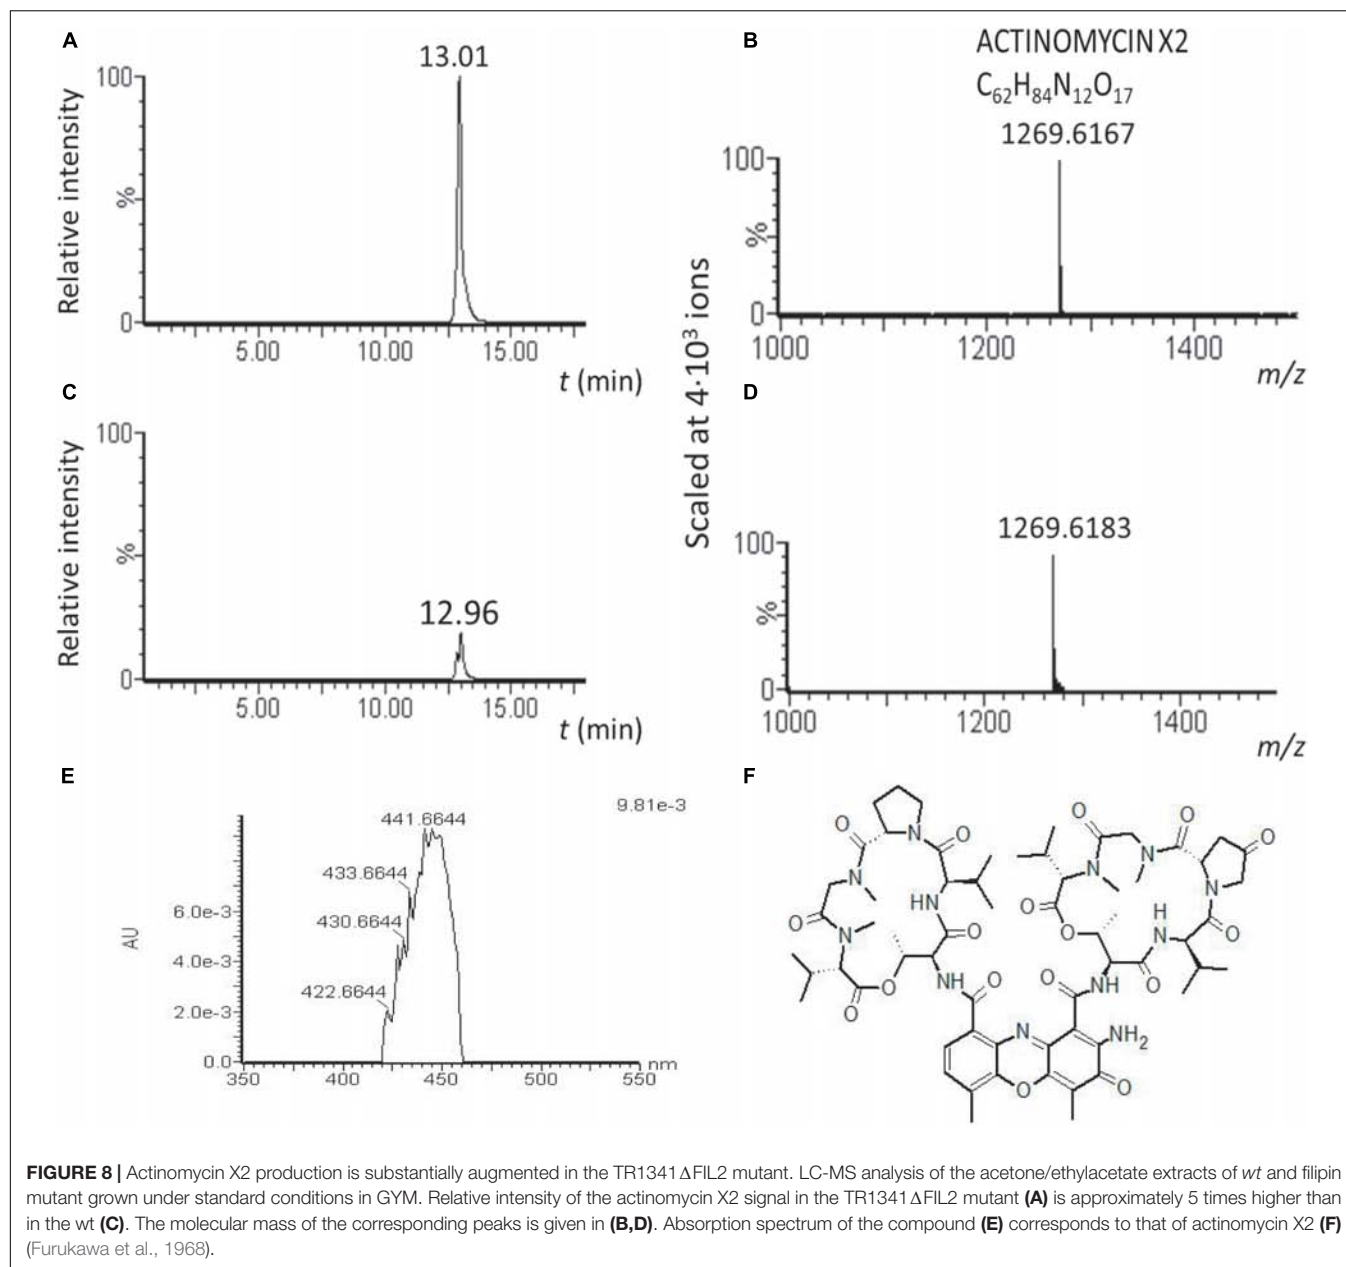 A
13.01
Relative intensity
100
%
0
5.00 10.00 15.00
t (min)
B
ACTINOMYCIN X2
C62H84N12O17
1269.6167
100
%
0
1000 1200 1400
m/z
Scaled at 4·10³ ions
C
Relative intensity
100
%
12.96
0
5.00 10.00 15.00
t (min)
D
1269.6183
100
%
0
1000 1200 1400
m/z
E
9.81e-3
441.6644
433.6644
430.6644
422.6644
AU
6.0e-3
4.0e-3
2.0e-3
0.0
350 400 450 500 550 nm
F
O
N
O
O
O
O
N
N
N
O
HN
O
N
O
H
N
N
O
O
O
N
O
NH
O
O
NH
O
O
N
NH2
O
O
FIGURE 8 | Actinomycin X2 production is substantially augmented in the TR1341ΔFIL2 mutant. LC-MS analysis of the acetone/ethylacetate extracts of wt and filipin
mutant grown under standard conditions in GYM. Relative intensity of the actinomycin X2 signal in the TR1341ΔFIL2 mutant (A) is approximately 5 times higher than
in the wt (C). The molecular mass of the corresponding peaks is given in (B,D). Absorption spectrum of the compound (E) corresponds to that of actinomycin X2 (F)
(Furukawa et al., 1968).